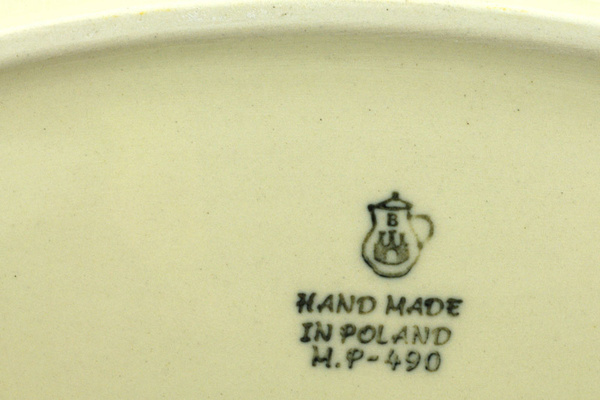 B
HAND MADE
IN POLAND
H.P-490